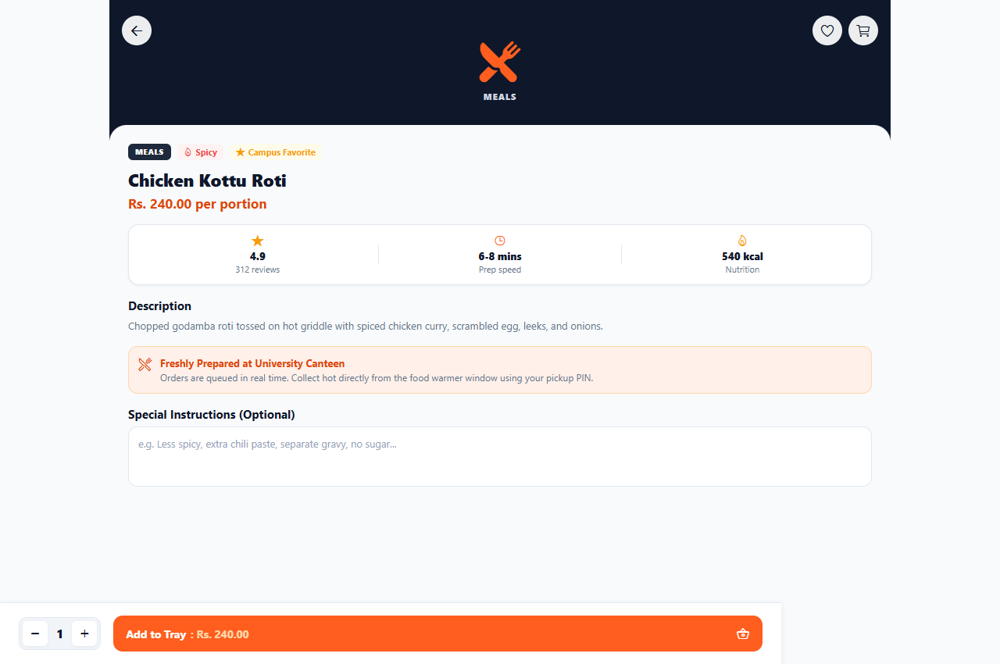 MEALS
MEALS
Spicy
Campus Favorite
Chicken Kottu Roti
Rs. 240.00 per portion
4.9
312 reviews
6-8 mins
Prep speed
540 kcal
Nutrition
Description
Chopped godamba roti tossed on hot griddle with spiced chicken curry, scrambled egg, leeks, and onions.
Freshly Prepared at University Canteen
Orders are queued in real time. Collect hot directly from the food warmer window using your pickup PIN.
Special Instructions (Optional)
e.g. Less spicy, extra chili paste, separate gravy, no sugar...
− 1 +
Add to Tray : Rs. 240.00